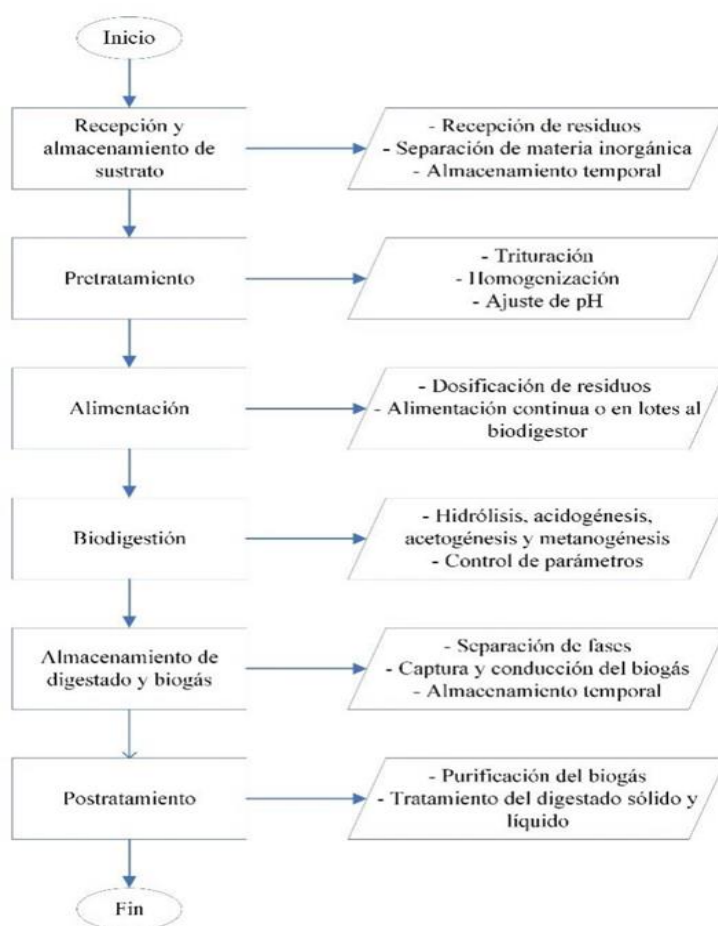 Inicio
Recepción y
almacenamiento de
sustrato
- Recepción de residuos
- Separación de materia inorgánica
- Almacenamiento temporal
Pretratamiento
- Trituración
- Homogenización
- Ajuste de pH
Alimentación
- Dosificación de residuos
- Alimentación continua o en lotes al
biodigestor
Biodigestión
- Hidrólisis, acidogénesis,
acetogénesis y metanogénesis
- Control de parámetros
Almacenamiento de
digestado y biogás
- Separación de fases
- Captura y conducción del biogás
- Almacenamiento temporal
Postratamiento
- Purificación del biogás
- Tratamiento del digestado sólido y
líquido
Fin